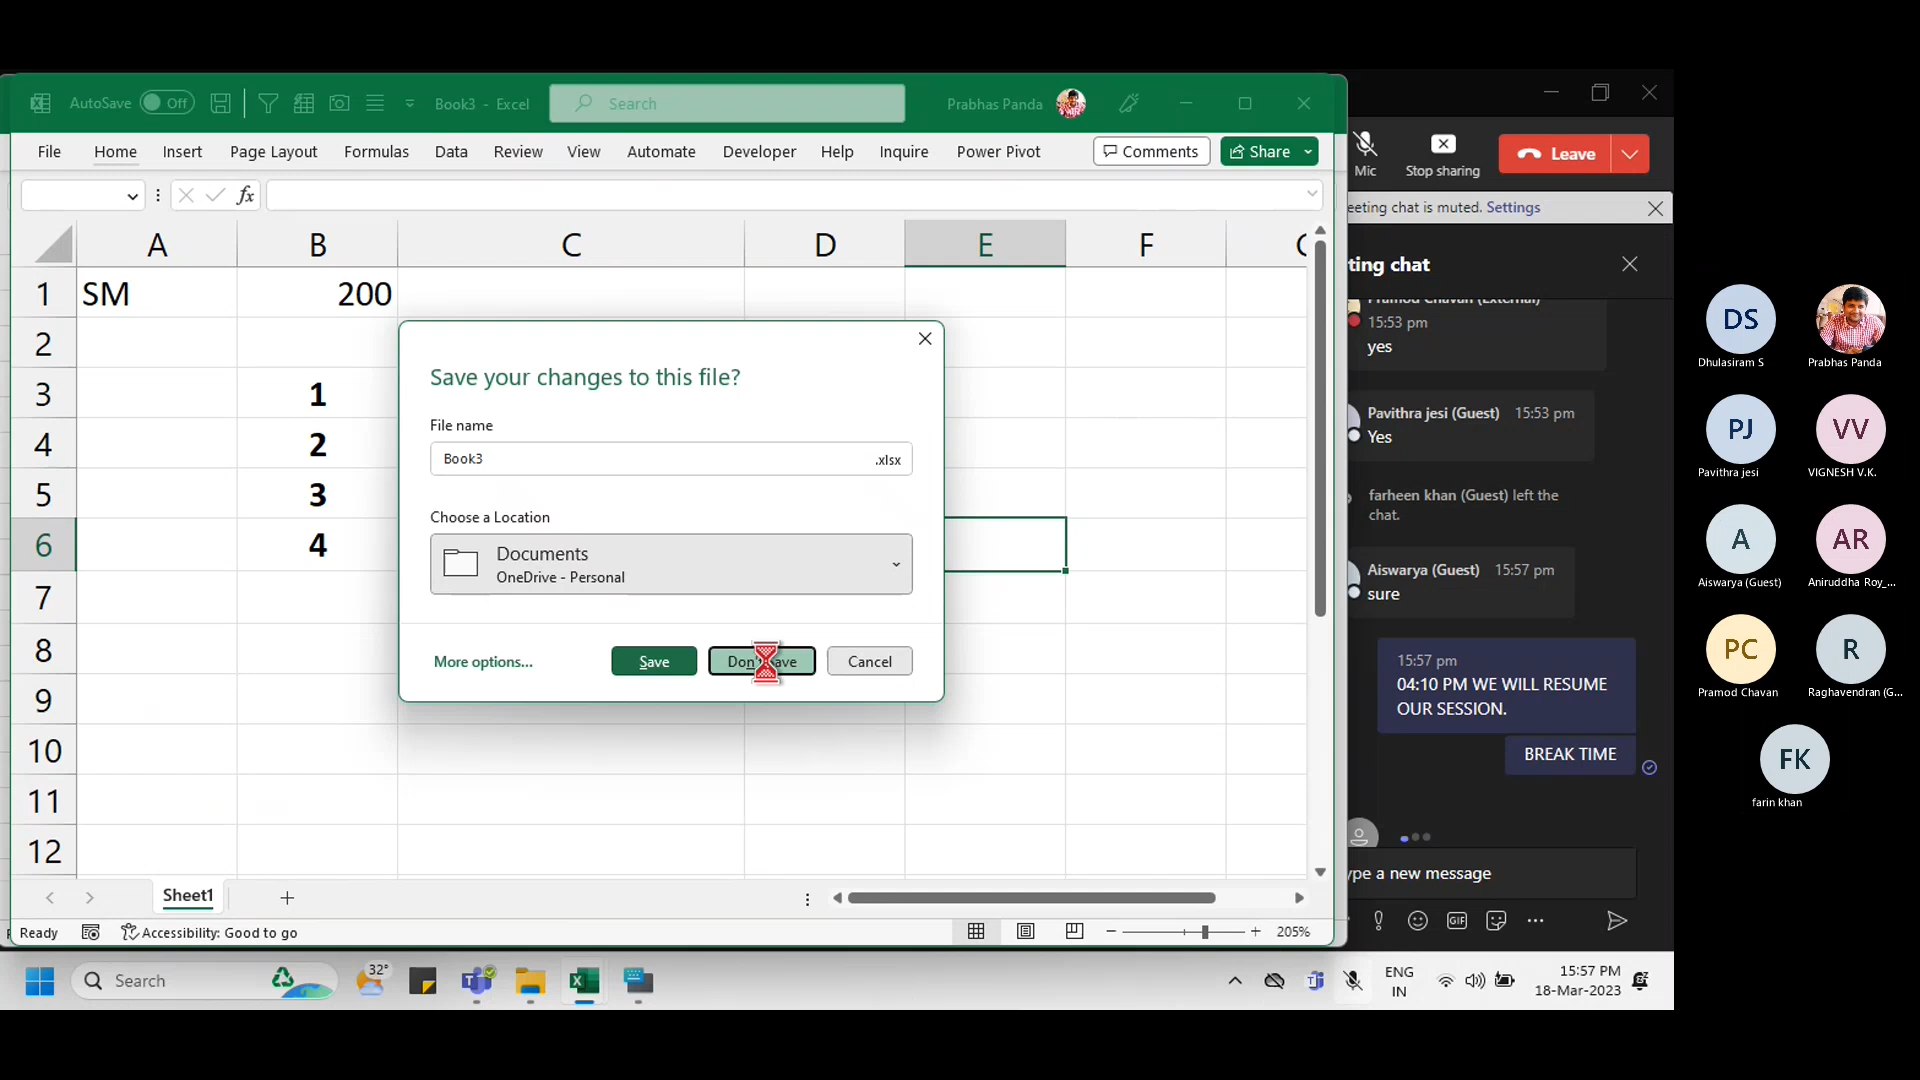 AutoSave Off Book3 - Excel Search Prabhas Panda
File Home Insert Page Layout Formulas Data Review View Automate Developer Help Inquire Power Pivot Comments Share
fx
A B C D E F
1 SM 200
2
3 1
4 2
5 3
6 4
7
8
9
10
11
12
Save your changes to this file?
File name
Book3 .xlsx
Choose a Location
Documents
OneDrive - Personal
More options... Save Cancel
Sheet1
Ready Accessibility: Good to go 205%
Mic Stop sharing Leave
eeting chat is muted. Settings
ting chat
Pramod Chavan (External)
15:53 pm
yes
Pavithra jesi (Guest) 15:53 pm
Yes
farheen khan (Guest) left the
chat.
Aiswarya (Guest) 15:57 pm
sure
15:57 pm
04:10 PM WE WILL RESUME
OUR SESSION.
BREAK TIME
ype a new message
GIF
DS
Dhulasiram S Prabhas Panda
PJ VV
Pavithra jesi VIGNESH V.K.
A AR
Aiswarya (Guest) Aniruddha Roy_...
PC R
Pramod Chavan Raghavendran (G...
FK
farin khan
Search 32° ENG
IN
15:57 PM
18-Mar-2023